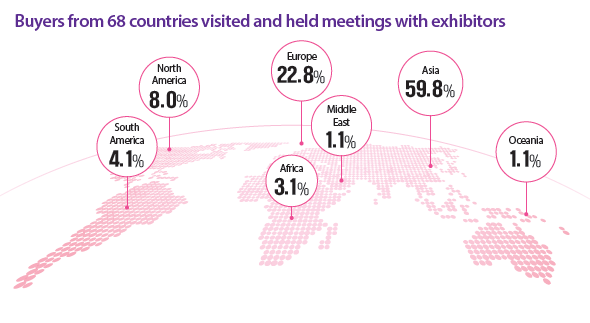 Buyers from 68 countries visited and held meetings with exhibitors
North
America
8.0%
South
America
4.1%
Europe
22.8%
Middle
East
1.1%
Africa
3.1%
Asia
59.8%
Oceania
1.1%